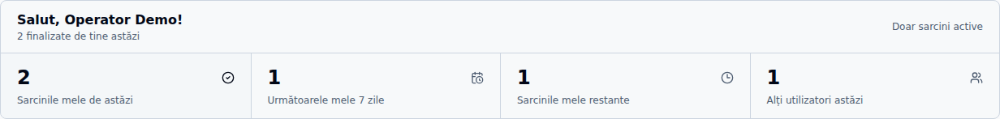 Salut, Operator Demo!
2 finalizate de tine astăzi
Doar sarcini active
2
Sarcinile mele de astăzi
1
Următoarele mele 7 zile
1
Sarcinile mele restante
1
Alți utilizatori astăzi